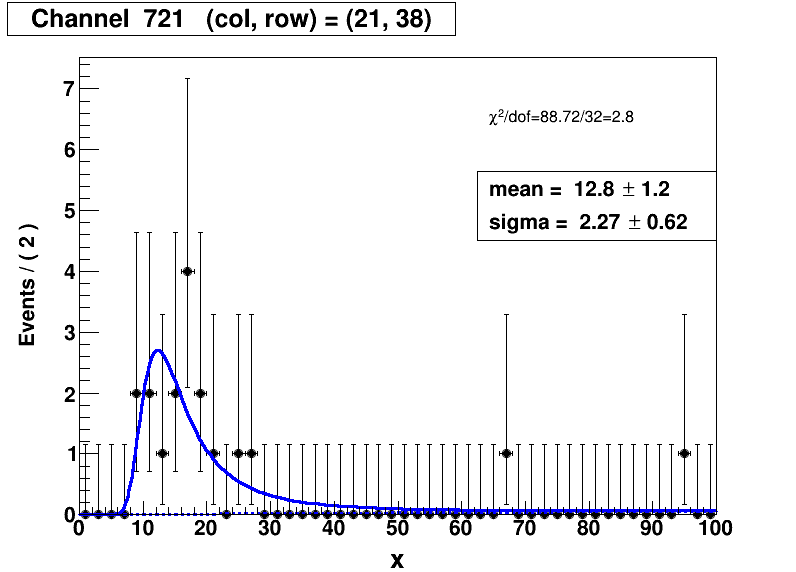 Channel 721 (col, row) = (21, 38)
χ²/dof=88.72/32=2.8
mean = 12.8 ± 1.2
sigma = 2.27 ± 0.62
Events / ( 2 )
7
6
5
4
3
2
1
0
0 10 20 30 40 50 60 70 80 90 100
x